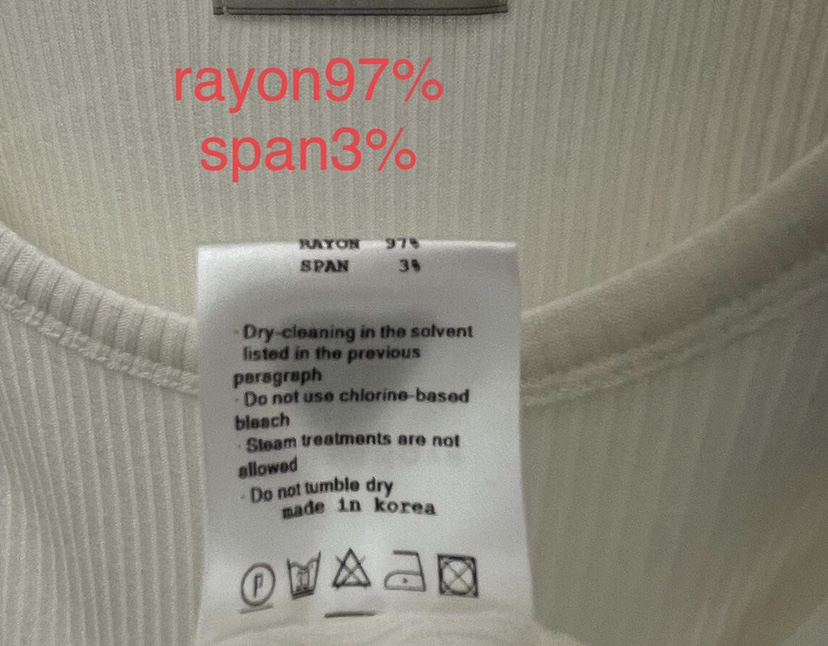 rayon97%
span3%
RAYON 97%
SPAN 3%
· Dry-cleaning in the solvent
listed in the previous
paragraph
· Do not use chlorine-based
bleach
· Steam treatments are not
allowed
· Do not tumble dry
made in korea
P